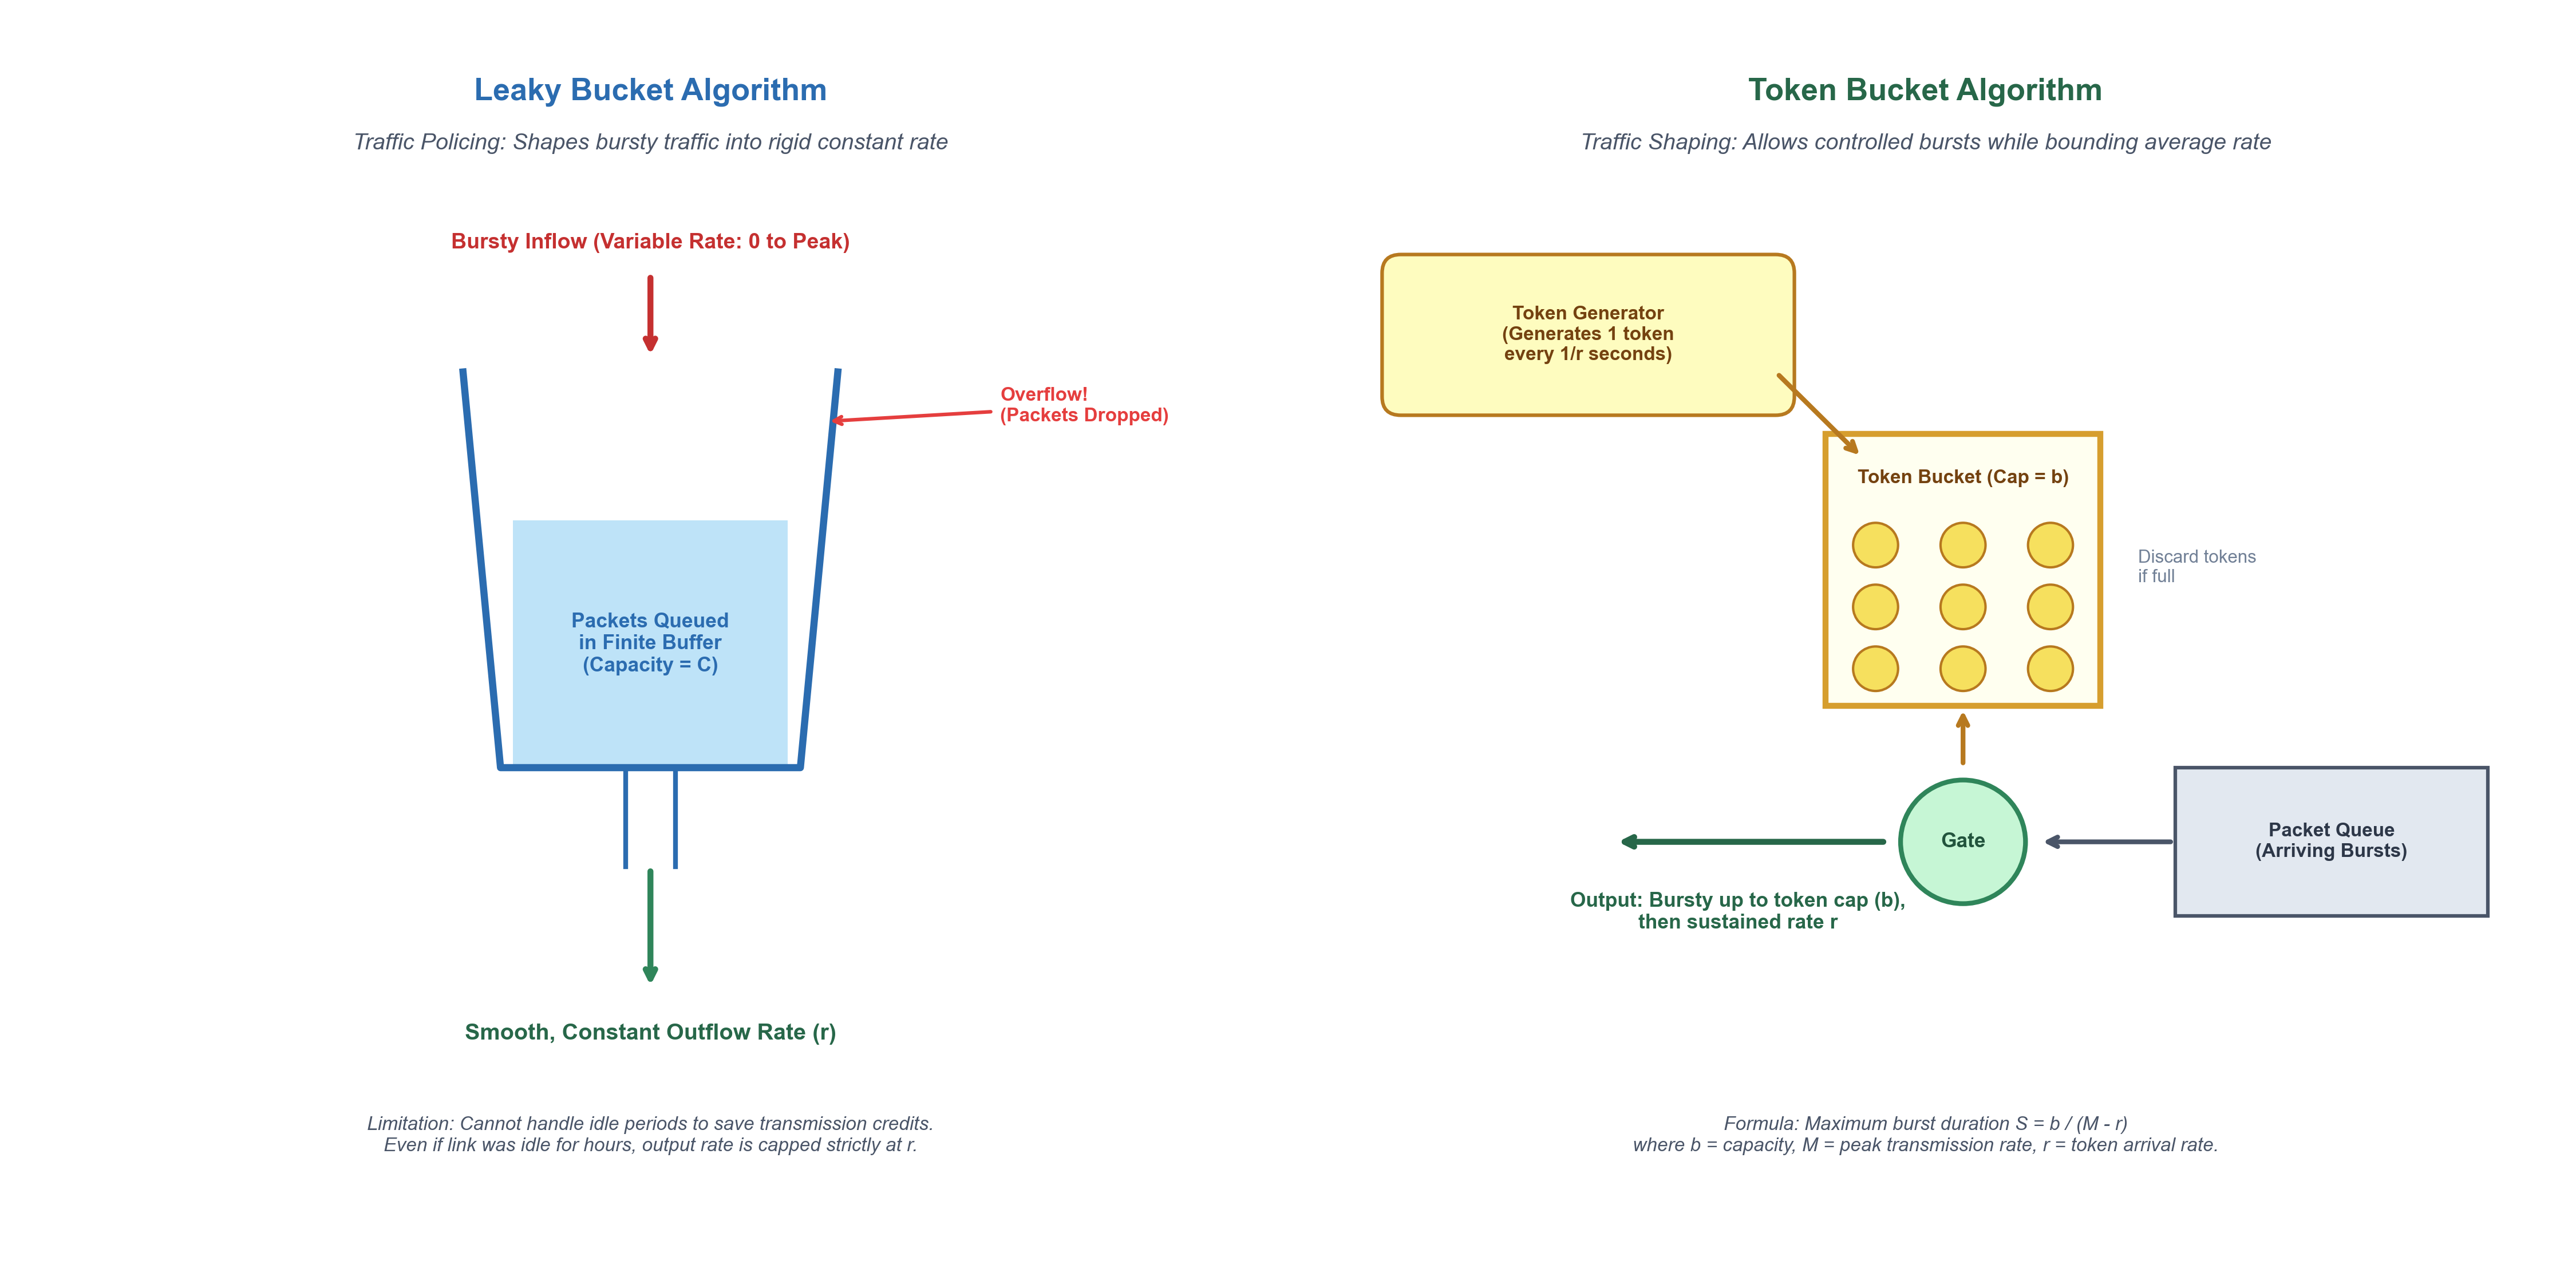 Leaky Bucket Algorithm
Traffic Policing: Shapes bursty traffic into rigid constant rate
Bursty Inflow (Variable Rate: 0 to Peak)
Overflow!
(Packets Dropped)
Packets Queued
in Finite Buffer
(Capacity = C)
Smooth, Constant Outflow Rate (r)
Limitation: Cannot handle idle periods to save transmission credits.
Even if link was idle for hours, output rate is capped strictly at r.
Token Bucket Algorithm
Traffic Shaping: Allows controlled bursts while bounding average rate
Token Generator
(Generates 1 token
every 1/r seconds)
Token Bucket (Cap = b)
Discard tokens
if full
Gate
Packet Queue
(Arriving Bursts)
Output: Bursty up to token cap (b),
then sustained rate r
Formula: Maximum burst duration S = b / (M - r)
where b = capacity, M = peak transmission rate, r = token arrival rate.